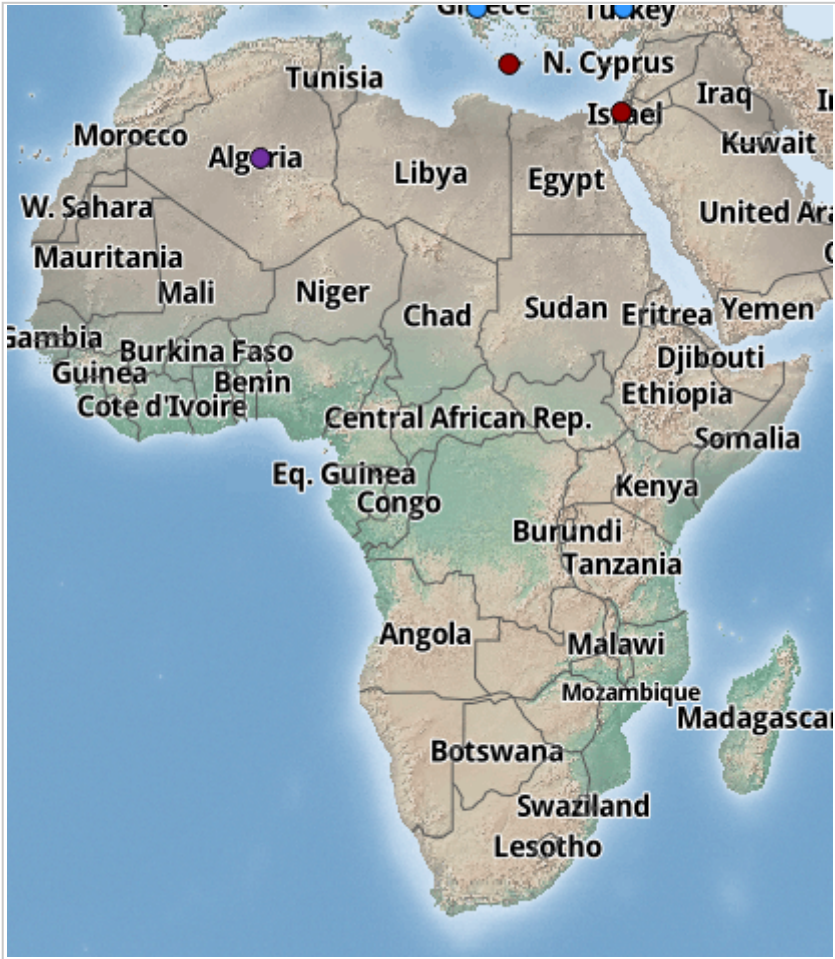 Greece
Turkey
N. Cyprus
Tunisia
Iraq
Israel
Morocco
Kuwait
Algeria
Libya
Egypt
W. Sahara
United Ara
Mauritania
Mali
Niger
Chad
Sudan
Eritrea
Yemen
Gambia
Burkina Faso
Djibouti
Guinea
Benin
Ethiopia
Cote d'Ivoire
Central African Rep.
Somalia
Eq. Guinea
Kenya
Congo
Burundi
Tanzania
Angola
Malawi
Mozambique
Madagascar
Botswana
Swaziland
Lesotho